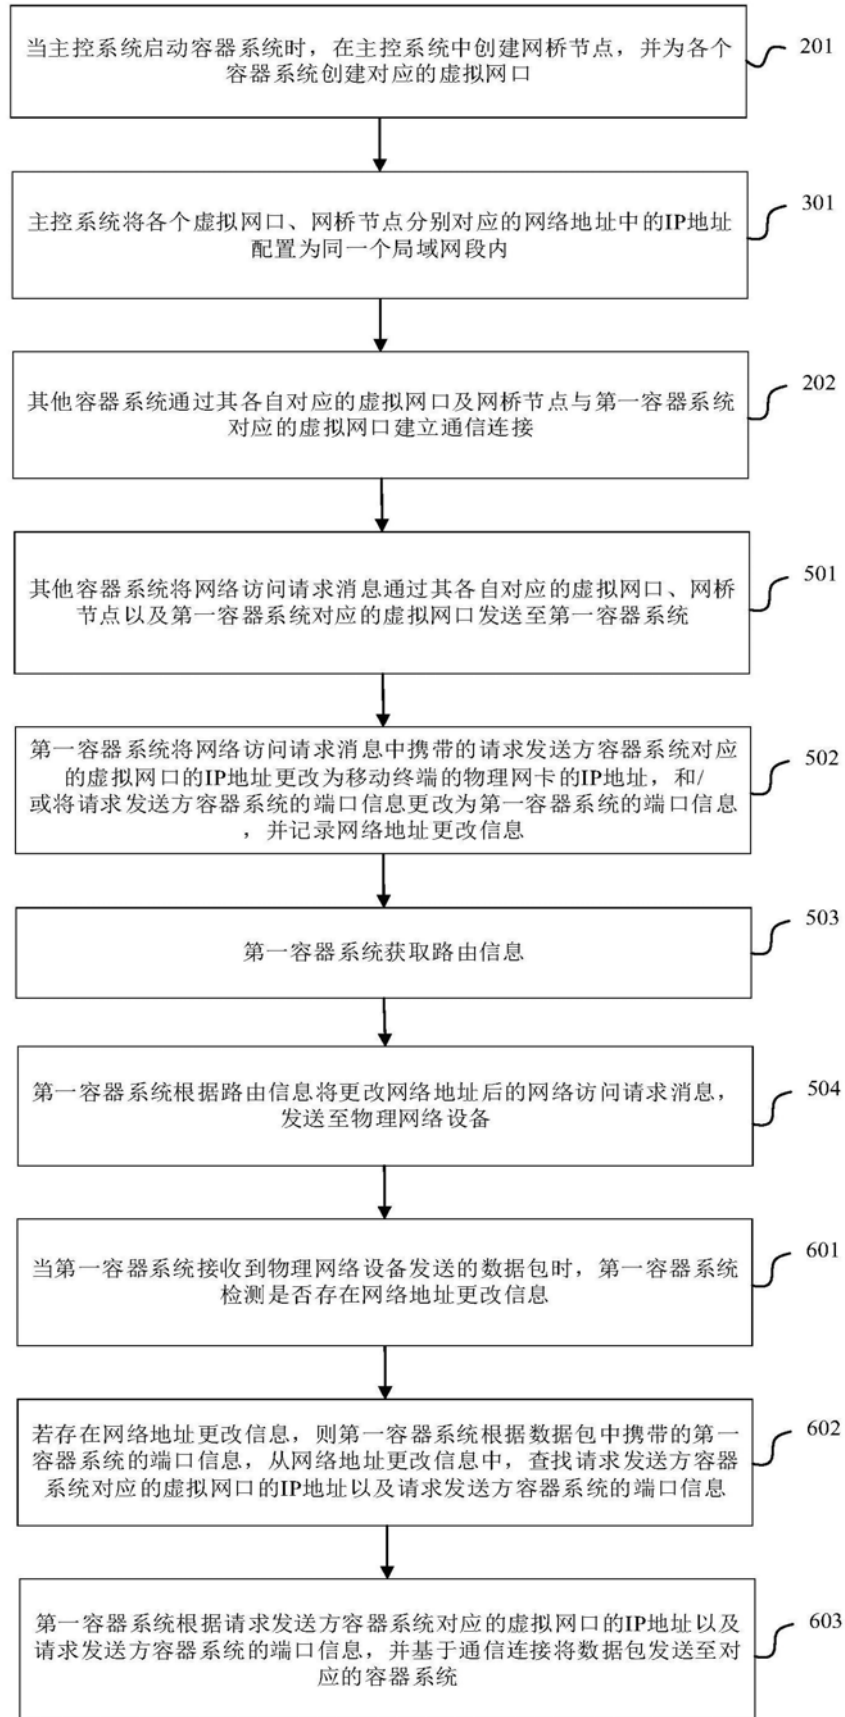 当主控系统启动容器系统时，在主控系统中创建网桥节点，并为各个
容器系统创建对应的虚拟网口
201
主控系统将各个虚拟网口、网桥节点分别对应的网络地址中的IP地址
配置为同一个局域网段内
301
其他容器系统通过其各自对应的虚拟网口及网桥节点与第一容器系统
对应的虚拟网口建立通信连接
202
其他容器系统将网络访问请求消息通过其各自对应的虚拟网口、网桥
节点以及第一容器系统对应的虚拟网口发送至第一容器系统
501
第一容器系统将网络访问请求消息中携带的请求发送方容器系统对应
的虚拟网口的IP地址更改为移动终端的物理网卡的IP地址，和/
或将请求发送方容器系统的端口信息更改为第一容器系统的端口信息
，并记录网络地址更改信息
502
第一容器系统获取路由信息
503
第一容器系统根据路由信息将更改网络地址后的网络访问请求消息，
发送至物理网络设备
504
当第一容器系统接收到物理网络设备发送的数据包时，第一容器系统
检测是否存在网络地址更改信息
601
若存在网络地址更改信息，则第一容器系统根据数据包中携带的第一
容器系统的端口信息，从网络地址更改信息中，查找请求发送方容器
系统对应的虚拟网口的IP地址以及请求发送方容器系统的端口信息
602
第一容器系统根据请求发送方容器系统对应的虚拟网口的IP地址以及
请求发送方容器系统的端口信息，并基于通信连接将数据包发送至对
应的容器系统
603